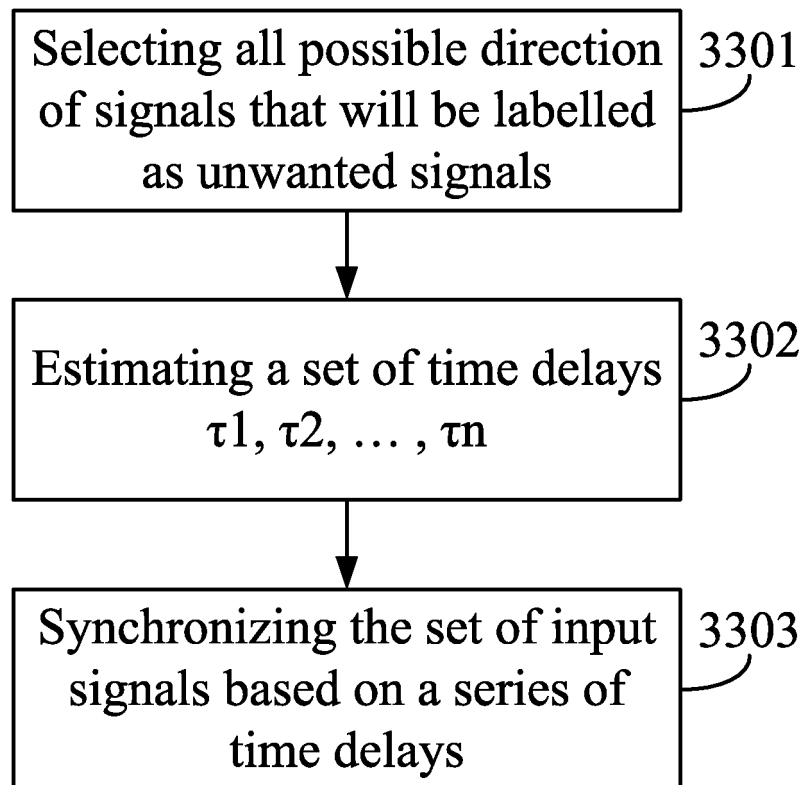 Selecting all possible direction
of signals that will be labelled
as unwanted signals
3301
Estimating a set of time delays
τ1, τ2, … , τn
3302
Synchronizing the set of input
signals based on a series of
time delays
3303